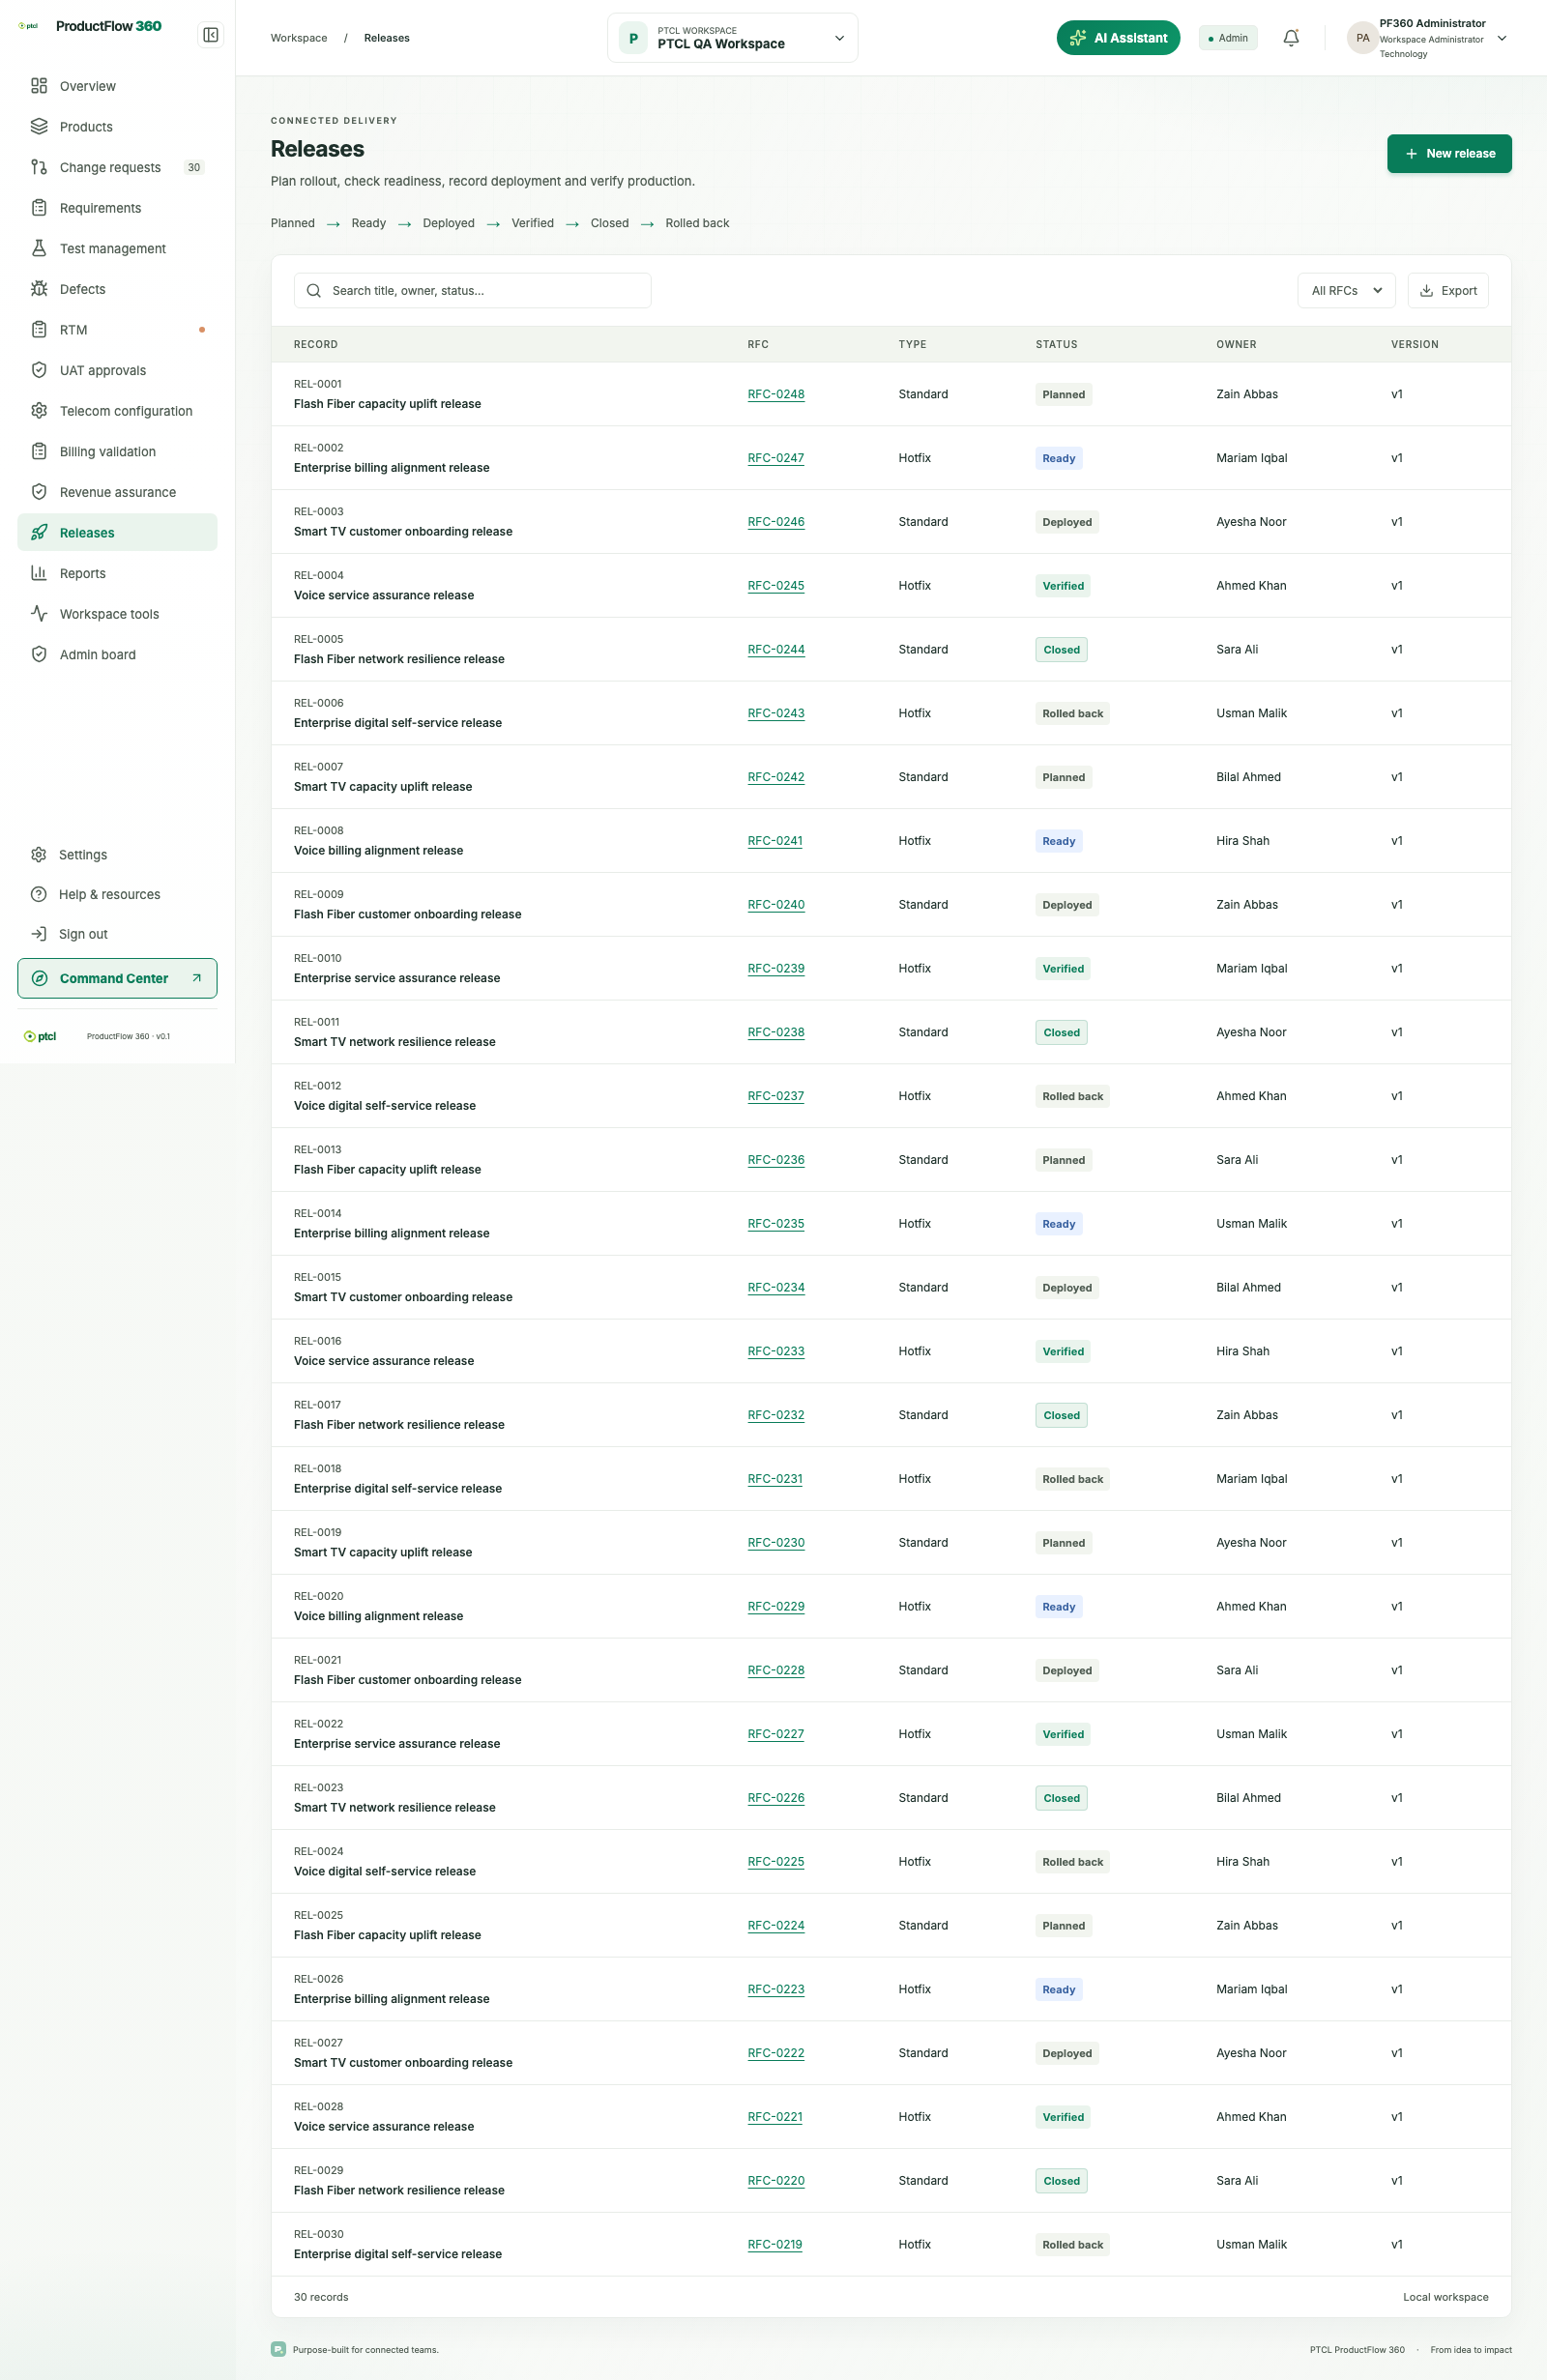 ptcl ProductFlow 360
Overview
Products
Change requests 30
Requirements
Test management
Defects
RTM
UAT approvals
Telecom configuration
Billing validation
Revenue assurance
Releases
Reports
Workspace tools
Admin board
Settings
Help & resources
Sign out
Command Center
ptcl ProductFlow 360 · v0.1
Workspace / Releases
P
PTCL WORKSPACE
PTCL QA Workspace
AI Assistant
Admin
PA
PF360 Administrator
Workspace Administrator
Technology
CONNECTED DELIVERY
Releases
Plan rollout, check readiness, record deployment and verify production.
New release
Planned → Ready → Deployed → Verified → Closed → Rolled back
Search title, owner, status...
All RFCs
Export
RECORD RFC TYPE STATUS OWNER VERSION
REL-0001
Flash Fiber capacity uplift release RFC-0248 Standard Planned Zain Abbas v1
REL-0002
Enterprise billing alignment release RFC-0247 Hotfix Ready Mariam Iqbal v1
REL-0003
Smart TV customer onboarding release RFC-0246 Standard Deployed Ayesha Noor v1
REL-0004
Voice service assurance release RFC-0245 Hotfix Verified Ahmed Khan v1
REL-0005
Flash Fiber network resilience release RFC-0244 Standard Closed Sara Ali v1
REL-0006
Enterprise digital self-service release RFC-0243 Hotfix Rolled back Usman Malik v1
REL-0007
Smart TV capacity uplift release RFC-0242 Standard Planned Bilal Ahmed v1
REL-0008
Voice billing alignment release RFC-0241 Hotfix Ready Hira Shah v1
REL-0009
Flash Fiber customer onboarding release RFC-0240 Standard Deployed Zain Abbas v1
REL-0010
Enterprise service assurance release RFC-0239 Hotfix Verified Mariam Iqbal v1
REL-0011
Smart TV network resilience release RFC-0238 Standard Closed Ayesha Noor v1
REL-0012
Voice digital self-service release RFC-0237 Hotfix Rolled back Ahmed Khan v1
REL-0013
Flash Fiber capacity uplift release RFC-0236 Standard Planned Sara Ali v1
REL-0014
Enterprise billing alignment release RFC-0235 Hotfix Ready Usman Malik v1
REL-0015
Smart TV customer onboarding release RFC-0234 Standard Deployed Bilal Ahmed v1
REL-0016
Voice service assurance release RFC-0233 Hotfix Verified Hira Shah v1
REL-0017
Flash Fiber network resilience release RFC-0232 Standard Closed Zain Abbas v1
REL-0018
Enterprise digital self-service release RFC-0231 Hotfix Rolled back Mariam Iqbal v1
REL-0019
Smart TV capacity uplift release RFC-0230 Standard Planned Ayesha Noor v1
REL-0020
Voice billing alignment release RFC-0229 Hotfix Ready Ahmed Khan v1
REL-0021
Flash Fiber customer onboarding release RFC-0228 Standard Deployed Sara Ali v1
REL-0022
Enterprise service assurance release RFC-0227 Hotfix Verified Usman Malik v1
REL-0023
Smart TV network resilience release RFC-0226 Standard Closed Bilal Ahmed v1
REL-0024
Voice digital self-service release RFC-0225 Hotfix Rolled back Hira Shah v1
REL-0025
Flash Fiber capacity uplift release RFC-0224 Standard Planned Zain Abbas v1
REL-0026
Enterprise billing alignment release RFC-0223 Hotfix Ready Mariam Iqbal v1
REL-0027
Smart TV customer onboarding release RFC-0222 Standard Deployed Ayesha Noor v1
REL-0028
Voice service assurance release RFC-0221 Hotfix Verified Ahmed Khan v1
REL-0029
Flash Fiber network resilience release RFC-0220 Standard Closed Sara Ali v1
REL-0030
Enterprise digital self-service release RFC-0219 Hotfix Rolled back Usman Malik v1
30 records Local workspace
P. Purpose-built for connected teams. PTCL ProductFlow 360 · From idea to impact